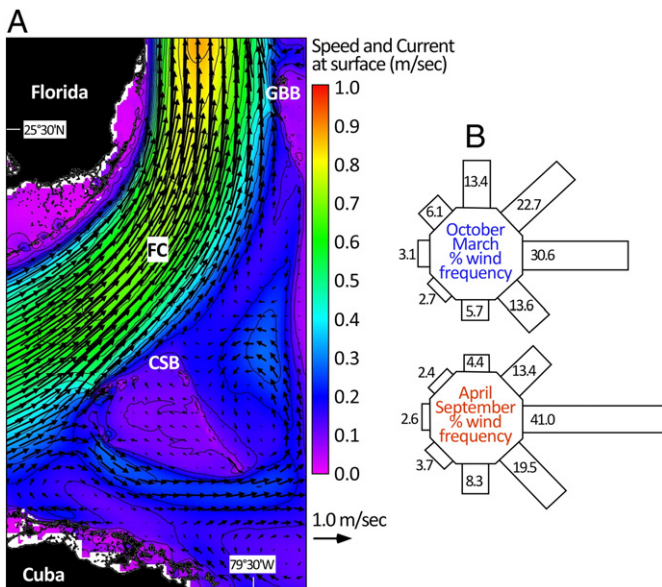 A
Speed and Current
at surface (m/sec)
Florida
GBB
25°30'N
FC
CSB
Cuba
79°30'W
1.0
0.9
0.8
0.7
0.6
0.5
0.4
0.3
0.2
0.1
0.0
1.0 m/sec
B
13.4
22.7
6.1
October
March
% wind
frequency
3.1
30.6
2.7
5.7
13.6
4.4
13.4
2.4
April
September
% wind
frequency
2.6
41.0
3.7
8.3
19.5